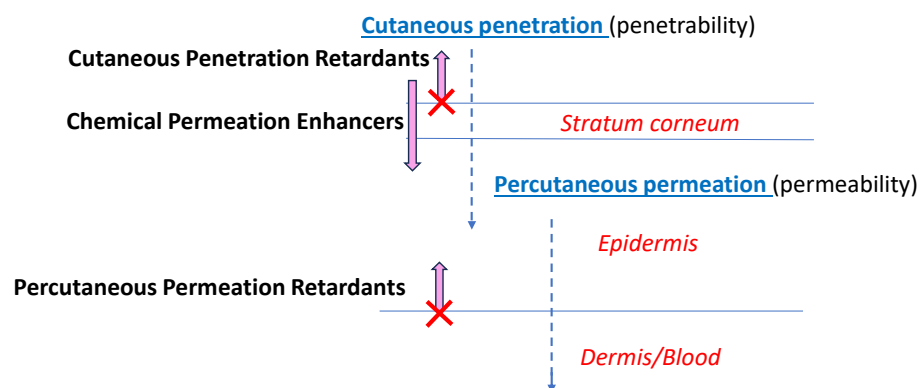 Cutaneous penetration (penetrability)
Cutaneous Penetration Retardants
Chemical Permeation Enhancers
Stratum corneum
Percutaneous permeation (permeability)
Epidermis
Percutaneous Permeation Retardants
Dermis/Blood